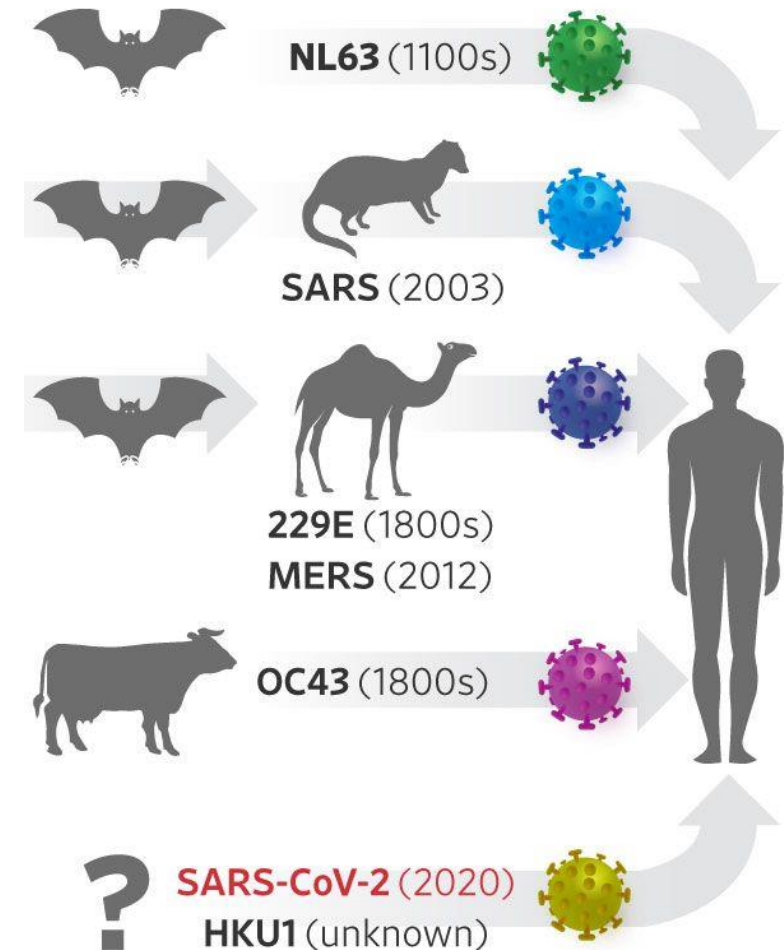 NL63 (1100s)
SARS (2003)
229E (1800s)
MERS (2012)
OC43 (1800s)
? SARS-CoV-2 (2020)
HKU1 (unknown)